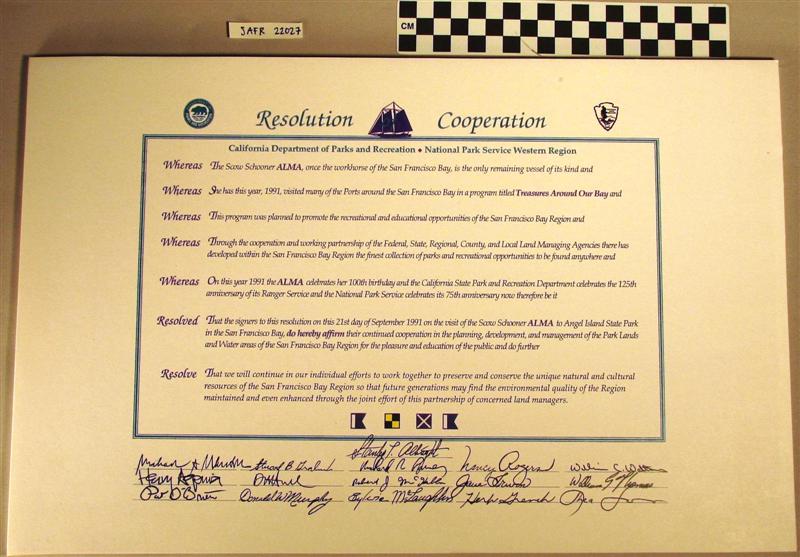 JAFR 22027
CM
Resolution Cooperation
California Department of Parks and Recreation • National Park Service Western Region
Whereas The Scow Schooner ALMA, once the workhorse of the San Francisco Bay, is the only remaining vessel of its kind and
Whereas She has this year, 1991, visited many of the Ports around the San Francisco Bay in a program titled Treasures Around Our Bay and
Whereas This program was planned to promote the recreational and educational opportunities of the San Francisco Bay Region and
Whereas Through the cooperation and working partnership of the Federal, State, Regional, County, and Local Land Managing Agencies there has
developed within the San Francisco Bay Region the finest collection of parks and recreational opportunities to be found anywhere and
Whereas On this year 1991 the ALMA celebrates her 100th birthday and the California State Park and Recreation Department celebrates the 125th
anniversary of its Ranger Service and the National Park Service celebrates its 75th anniversary now therefore be it
Resolved That the signers to this resolution on this 21st day of September 1991 on the visit of the Scow Schooner ALMA to Angel Island State Park
in the San Francisco Bay, do hereby affirm their continued cooperation in the planning, development, and management of the Park Lands
and Water areas of the San Francisco Bay Region for the pleasure and education of the public and do further
Resolve That we will continue in our individual efforts to work together to preserve and conserve the unique natural and cultural
resources of the San Francisco Bay Region so that future generations may find the environmental quality of the Region
maintained and even enhanced through the joint effort of this partnership of concerned land managers.
Stanley T. Albright
Stuart B. Richard R. Nancy Rogers
Robert J.
Pat O'Brien Donald W. Murphy Sylvia McLaughlin Herb French